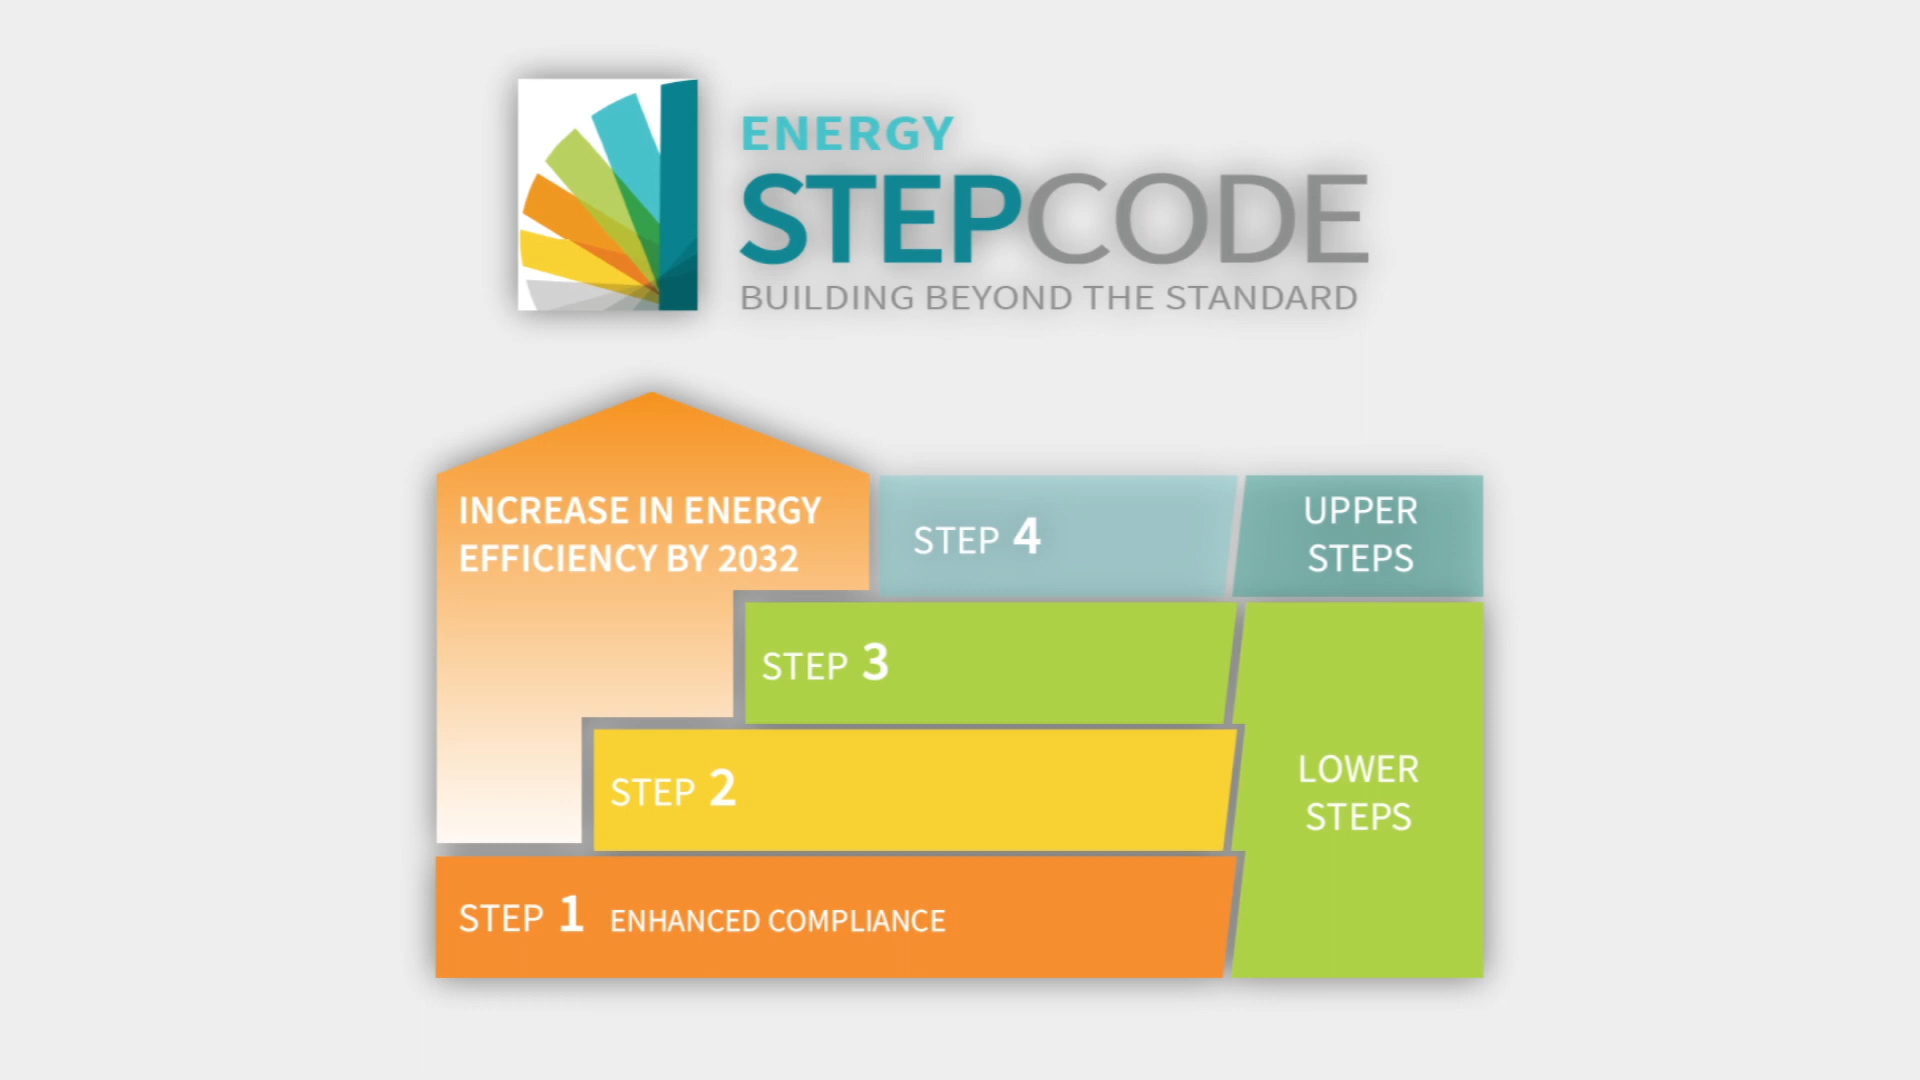 ENERGY
STEPCODE
BUILDING BEYOND THE STANDARD
INCREASE IN ENERGY
EFFICIENCY BY 2032
STEP 4
UPPER
STEPS
STEP 3
STEP 2
LOWER
STEPS
STEP 1 ENHANCED COMPLIANCE